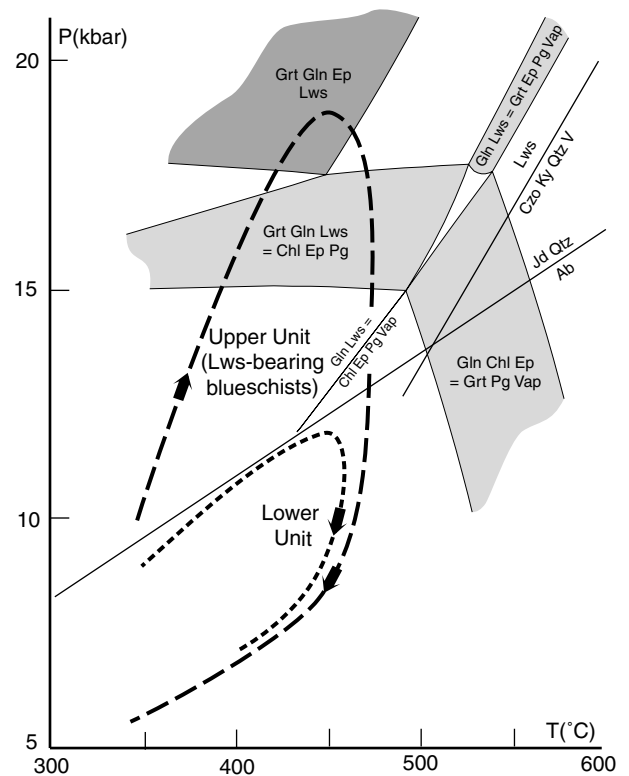 P(kbar)
20
15
10
5
300
400
500
600
T(˚C)
Grt Gln Ep
Lws
Gln Lws = Grt Ep Pg Vap
Lws
Czo Ky Qtz V
Grt Gln Lws
= Chl Ep Pg
Jd Qtz
Ab
Gln Lws =
Chl Ep Pg Vap
Upper Unit
(Lws-bearing
blueschists)
Gln Chl Ep
= Grt Pg Vap
Lower
Unit